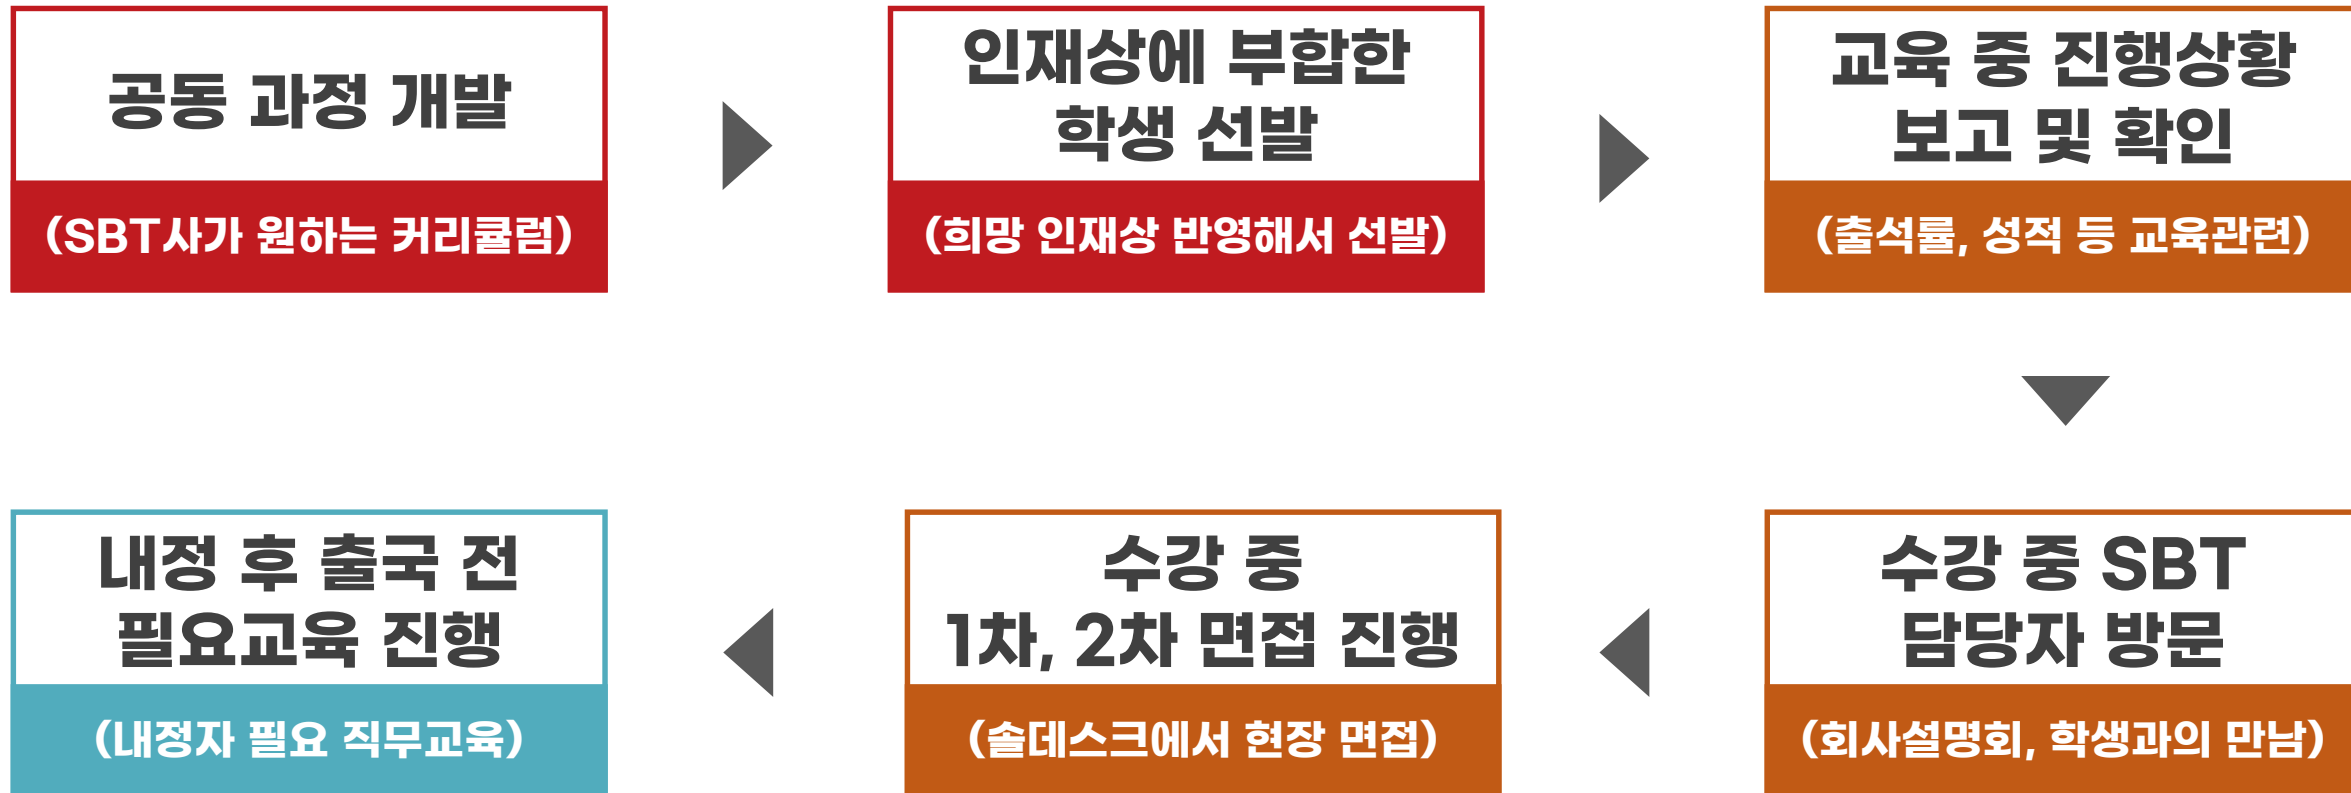 공동 과정 개발
(SBT사가 원하는 커리큘럼)
인재상에 부합한
학생 선발
(희망 인재상 반영해서 선발)
교육 중 진행상황
보고 및 확인
(출석률, 성적 등 교육관련)
수강 중 SBT
담당자 방문
(회사설명회, 학생과의 만남)
수강 중
1차, 2차 면접 진행
(솔데스크에서 현장 면접)
내정 후 출국 전
필요교육 진행
(내정자 필요 직무교육)